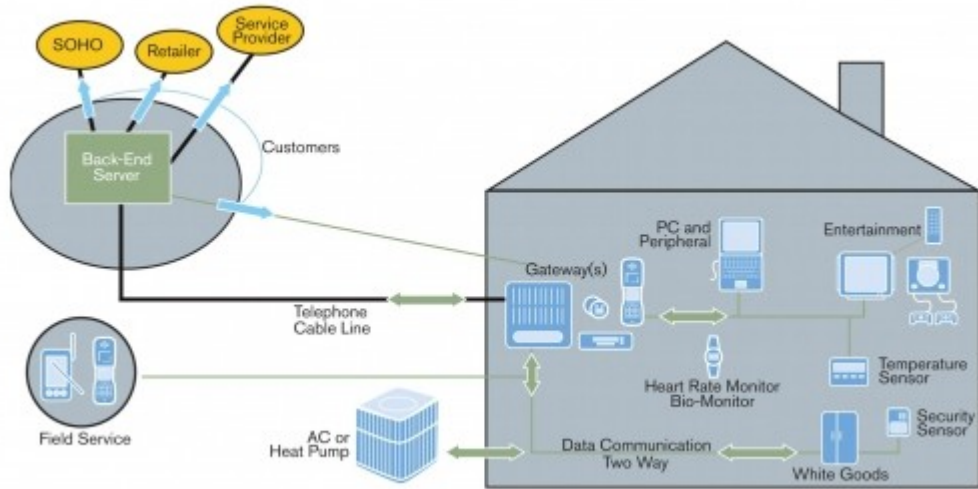 SOHO
Retailer
Service
Provider
Back-End
Server
Customers
PC and
Peripheral
Entertainment
Gateway(s)
Telephone
Cable Line
Heart Rate Monitor
Bio-Monitor
Temperature
Sensor
Field Service
AC or
Heat Pump
Data Communication
Two Way
White Goods
Security
Sensor